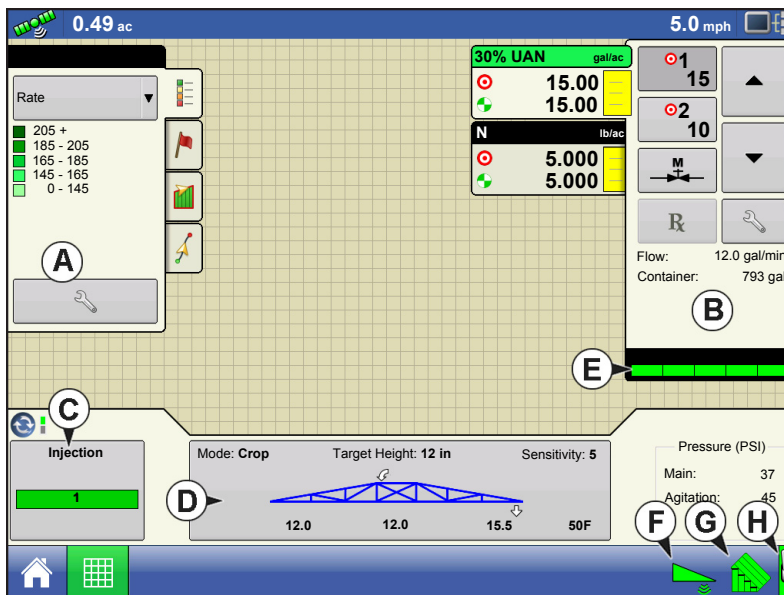 0.49 ac
5.0 mph
Rate
205 +
185 - 205
165 - 185
145 - 165
0 - 145
A
30% UAN gal/ac
15.00
15.00
N lb/ac
5.000
5.000
1
15
2
10
M
Rx
Flow: 12.0 gal/min
Container: 793 gal
B
E
C
Injection
1
D
Mode: Crop Target Height: 12 in Sensitivity: 5
12.0 12.0 15.5 50F
Pressure (PSI)
Main: 37
Agitation: 45
F G H